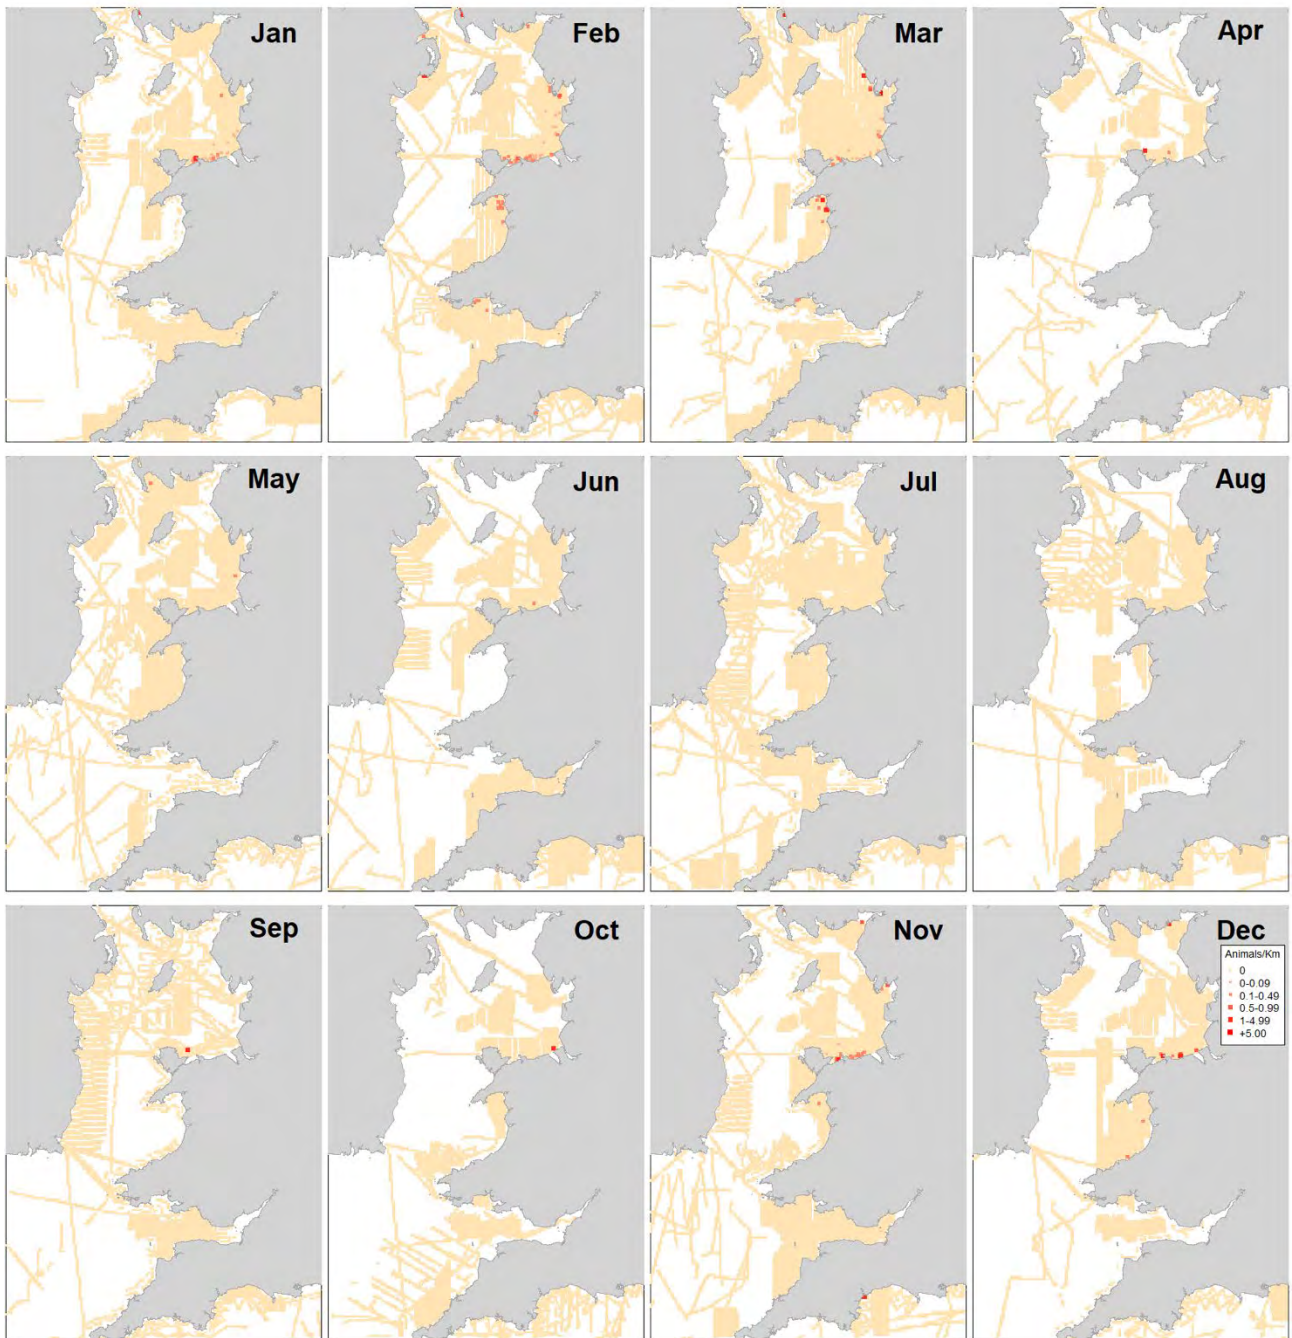 Jan
Feb
Mar
Apr
May
Jun
Jul
Aug
Sep
Oct
Nov
Dec
Animals/Km
0
0-0.09
0.1-0.49
0.5-0.99
1-4.99
+5.00